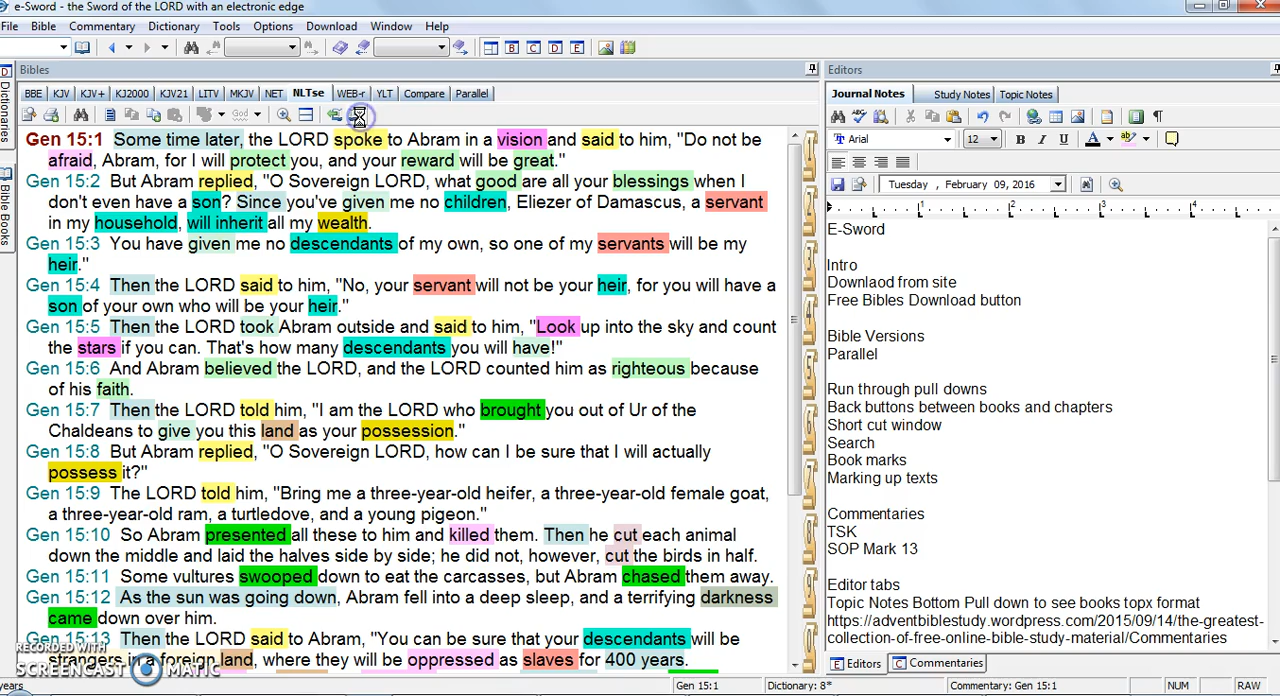 e-Sword - the Sword of the LORD with an electronic edge
File Bible Commentary Dictionary Tools Options Download Window Help
B C D E
Bibles
Editors
BBE KJV KJV+ KJ2000 KJV21 LITV MKJV NET NLTse WEB-r YLT Compare Parallel
Journal Notes Study Notes Topic Notes
God
Arial 12 B I U A ab
Tuesday , February 09, 2016
1 2 3 4
D Dictionaries
Bible Books
Gen 15:1 Some time later, the LORD spoke to Abram in a vision and said to him, "Do not be
afraid, Abram, for I will protect you, and your reward will be great."
Gen 15:2 But Abram replied, "O Sovereign LORD, what good are all your blessings when I
don't even have a son? Since you've given me no children, Eliezer of Damascus, a servant
in my household, will inherit all my wealth.
Gen 15:3 You have given me no descendants of my own, so one of my servants will be my
heir."
Gen 15:4 Then the LORD said to him, "No, your servant will not be your heir, for you will have a
son of your own who will be your heir."
Gen 15:5 Then the LORD took Abram outside and said to him, "Look up into the sky and count
the stars if you can. That's how many descendants you will have!"
Gen 15:6 And Abram believed the LORD, and the LORD counted him as righteous because
of his faith.
Gen 15:7 Then the LORD told him, "I am the LORD who brought you out of Ur of the
Chaldeans to give you this land as your possession."
Gen 15:8 But Abram replied, "O Sovereign LORD, how can I be sure that I will actually
possess it?"
Gen 15:9 The LORD told him, "Bring me a three-year-old heifer, a three-year-old female goat,
a three-year-old ram, a turtledove, and a young pigeon."
Gen 15:10 So Abram presented all these to him and killed them. Then he cut each animal
down the middle and laid the halves side by side; he did not, however, cut the birds in half.
Gen 15:11 Some vultures swooped down to eat the carcasses, but Abram chased them away.
Gen 15:12 As the sun was going down, Abram fell into a deep sleep, and a terrifying darkness
came down over him.
Gen 15:13 Then the LORD said to Abram, "You can be sure that your descendants will be
strangers in a foreign land, where they will be oppressed as slaves for 400 years.
1
2
3
4
5
6
7
8
9
E-Sword
Intro
Downlaod from site
Free Bibles Download button
Bible Versions
Parallel
Run through pull downs
Back buttons between books and chapters
Short cut window
Search
Book marks
Marking up texts
Commentaries
TSK
SOP Mark 13
Editor tabs
Topic Notes Bottom Pull down to see books topx format
https://adventbiblestudy.wordpress.com/2015/09/14/the-greatest-
collection-of-free-online-bible-study-material/Commentaries
E Editors C Commentaries
RECORDED WITH
SCREENCAST MATIC
years Gen 15:1 Dictionary: 8* Commentary: Gen 15:1 NUM RAW